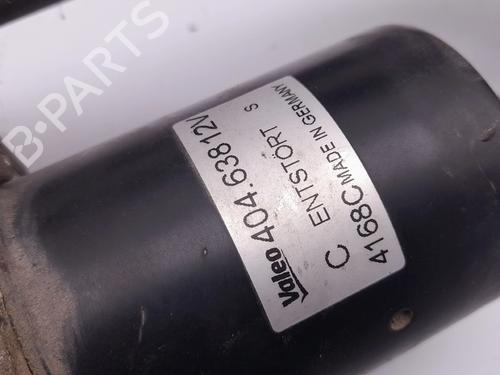 Valeo 404.638 12V
C ENTSTÖRT S
4168C MADE IN GERMANY
B-PARTS